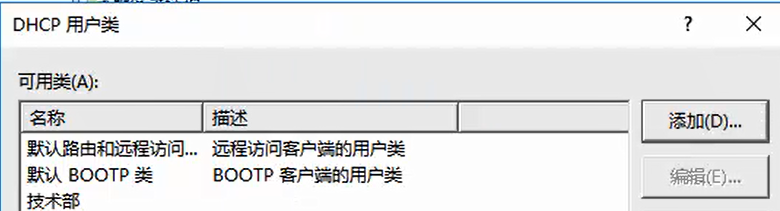 DHCP 用户类
可用类(A):
名称 描述
添加(D)...
默认路由和远程访问... 远程访问客户端的用户类
默认 BOOTP 类 BOOTP 客户端的用户类
编辑(E)...
技术部